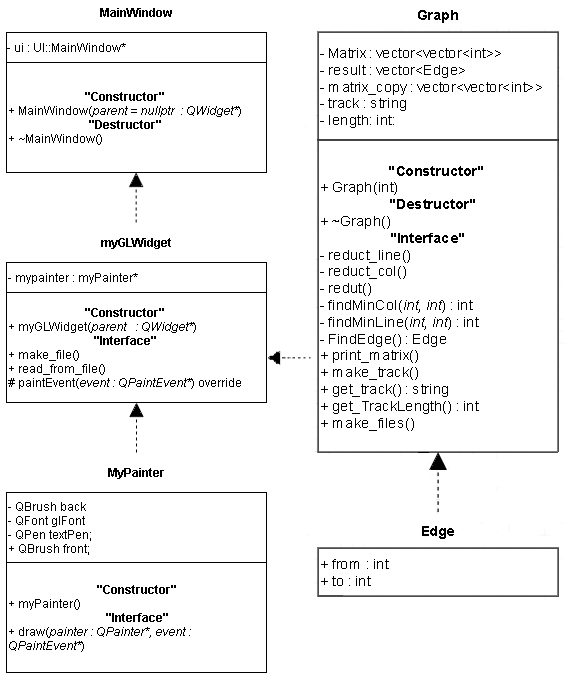 MainWindow
- ui : UI::MainWindow*
"Constructor"
+ MainWindow(parent = nullptr : QWidget*)
"Destructor"
+ ~MainWindow()
myGLWidget
- mypainter : myPainter*
"Constructor"
+ myGLWidget(parent : QWidget*)
"Interface"
+ make_file()
+ read_from_file()
# paintEvent(event : QPaintEvent*) override
MyPainter
- QBrush back
- QFont glFont
- QPen textPen;
+ QBrush front;
"Constructor"
+ myPainter()
"Interface"
+ draw(painter : QPainter*, event :
QPaintEvent*)
Graph
- Matrix : vector<vector<int>>
- result : vector<Edge>
- matrix_copy : vector<vector<int>>
- track : string
- length: int:
"Constructor"
+ Graph(int)
"Destructor"
+ ~Graph()
"Interface"
- reduct_line()
- reduct_col()
- redut()
- findMinCol(int, int) : int
- findMinLine(int, int) : int
- FindEdge() : Edge
+ print_matrix()
+ make_track()
+ get_track() : string
+ get_TrackLength() : int
+ make_files()
Edge
+ from : int
+ to : int